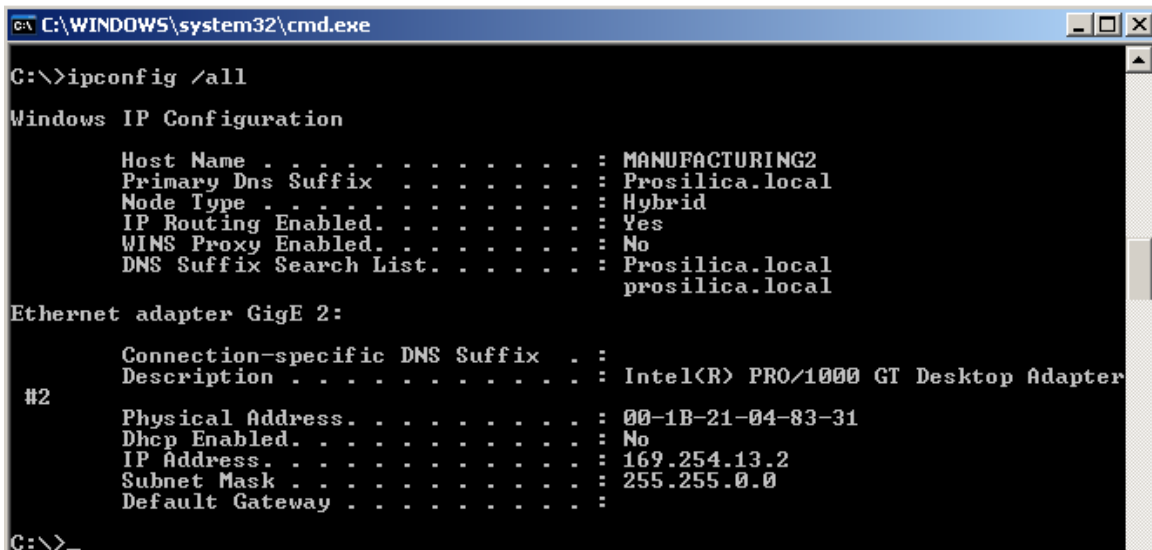 C:\WINDOWS\system32\cmd.exe
C:\>ipconfig /all
Windows IP Configuration
Host Name . . . . . . . . . . . . : MANUFACTURING2
Primary Dns Suffix . . . . . . . : Prosilica.local
Node Type . . . . . . . . . . . . : Hybrid
IP Routing Enabled. . . . . . . . : Yes
WINS Proxy Enabled. . . . . . . . : No
DNS Suffix Search List. . . . . . : Prosilica.local
prosilica.local
Ethernet adapter GigE 2:
Connection-specific DNS Suffix . :
Description . . . . . . . . . . . : Intel(R) PRO/1000 GT Desktop Adapter
#2
Physical Address. . . . . . . . . : 00-1B-21-04-83-31
Dhcp Enabled. . . . . . . . . . . : No
IP Address. . . . . . . . . . . . : 169.254.13.2
Subnet Mask . . . . . . . . . . . : 255.255.0.0
Default Gateway . . . . . . . . . :
C:\>_